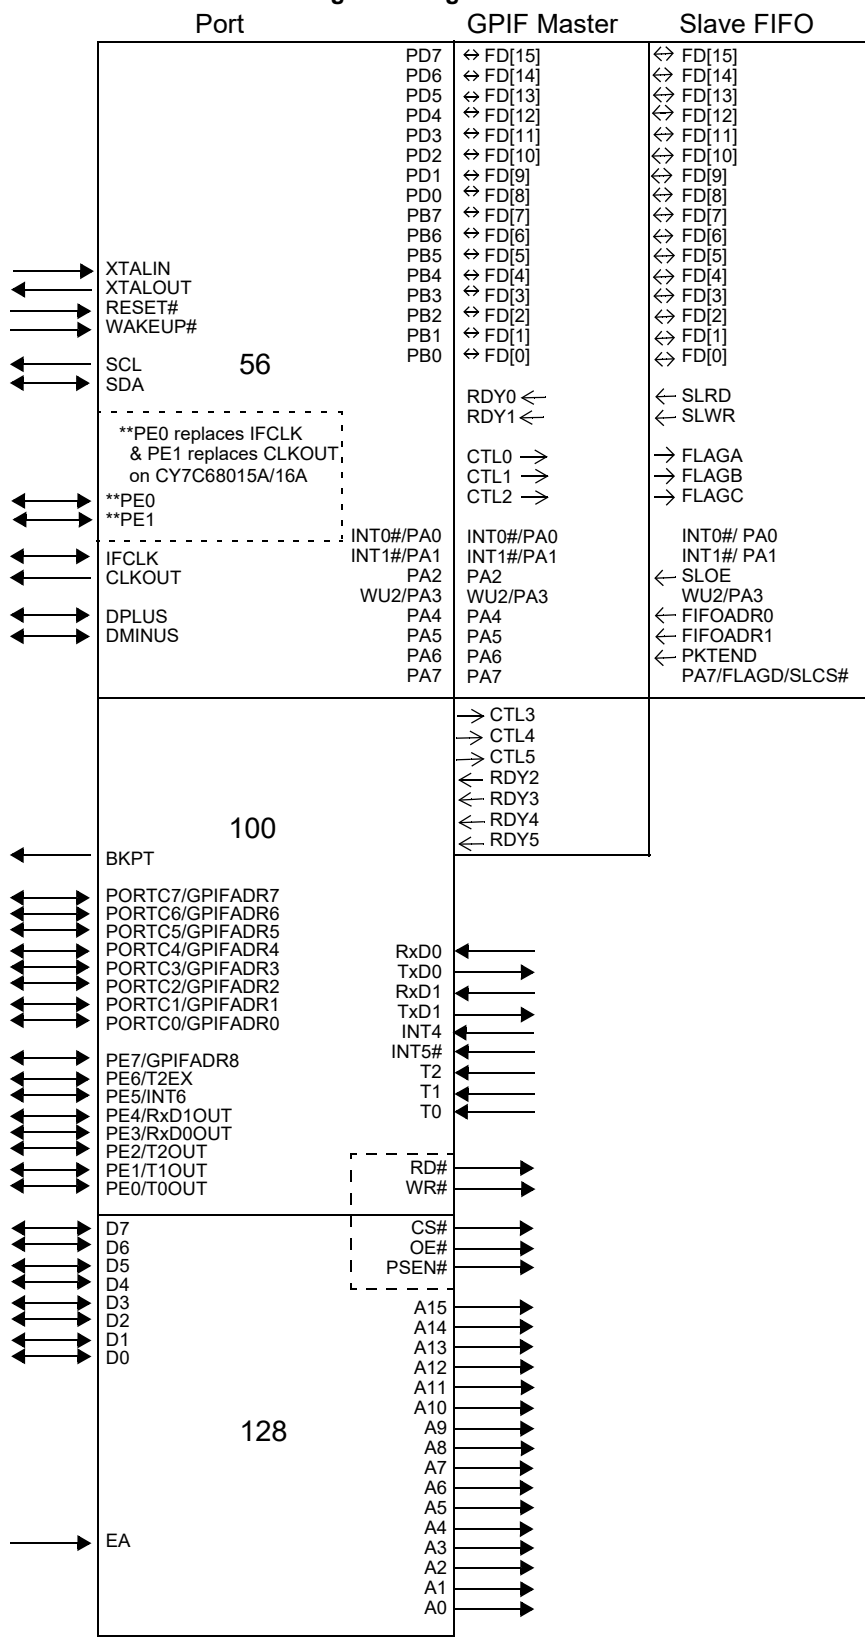 Port GPIF Master Slave FIFO
PD7 ↔ FD[15] ↔ FD[15]
PD6 ↔ FD[14] ↔ FD[14]
PD5 ↔ FD[13] ↔ FD[13]
PD4 ↔ FD[12] ↔ FD[12]
PD3 ↔ FD[11] ↔ FD[11]
PD2 ↔ FD[10] ↔ FD[10]
PD1 ↔ FD[9] ↔ FD[9]
PD0 ↔ FD[8] ↔ FD[8]
PB7 ↔ FD[7] ↔ FD[7]
PB6 ↔ FD[6] ↔ FD[6]
PB5 ↔ FD[5] ↔ FD[5]
PB4 ↔ FD[4] ↔ FD[4]
PB3 ↔ FD[3] ↔ FD[3]
PB2 ↔ FD[2] ↔ FD[2]
PB1 ↔ FD[1] ↔ FD[1]
PB0 ↔ FD[0] ↔ FD[0]
XTALIN
XTALOUT
RESET#
WAKEUP#
SCL
SDA
56
RDY0 ← ← SLRD
RDY1 ← ← SLWR
CTL0 → → FLAGA
CTL1 → → FLAGB
CTL2 → → FLAGC
**PE0 replaces IFCLK
& PE1 replaces CLKOUT
on CY7C68015A/16A
**PE0
**PE1
IFCLK
CLKOUT
DPLUS
DMINUS
INT0#/PA0 INT0#/PA0 INT0#/ PA0
INT1#/PA1 INT1#/PA1 INT1#/ PA1
PA2 PA2 ← SLOE
WU2/PA3 WU2/PA3 WU2/PA3
PA4 PA4 ← FIFOADR0
PA5 PA5 ← FIFOADR1
PA6 PA6 ← PKTEND
PA7 PA7 PA7/FLAGD/SLCS#
→ CTL3
→ CTL4
→ CTL5
← RDY2
← RDY3
← RDY4
← RDY5
100
BKPT
PORTC7/GPIFADR7
PORTC6/GPIFADR6
PORTC5/GPIFADR5
PORTC4/GPIFADR4
PORTC3/GPIFADR3
PORTC2/GPIFADR2
PORTC1/GPIFADR1
PORTC0/GPIFADR0
PE7/GPIFADR8
PE6/T2EX
PE5/INT6
PE4/RxD1OUT
PE3/RxD0OUT
PE2/T2OUT
PE1/T1OUT
PE0/T0OUT
RxD0
TxD0
RxD1
TxD1
INT4
INT5#
T2
T1
T0
RD#
WR#
CS#
OE#
PSEN#
D7
D6
D5
D4
D3
D2
D1
D0
128
EA
A15
A14
A13
A12
A11
A10
A9
A8
A7
A6
A5
A4
A3
A2
A1
A0